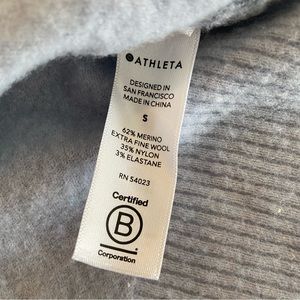 ATHLETA
DESIGNED IN
SAN FRANCISCO
MADE IN CHINA
S
62% MERINO
EXTRA FINE WOOL
35% NYLON
3% ELASTANE
RN 54023
Certified
B
Corporation